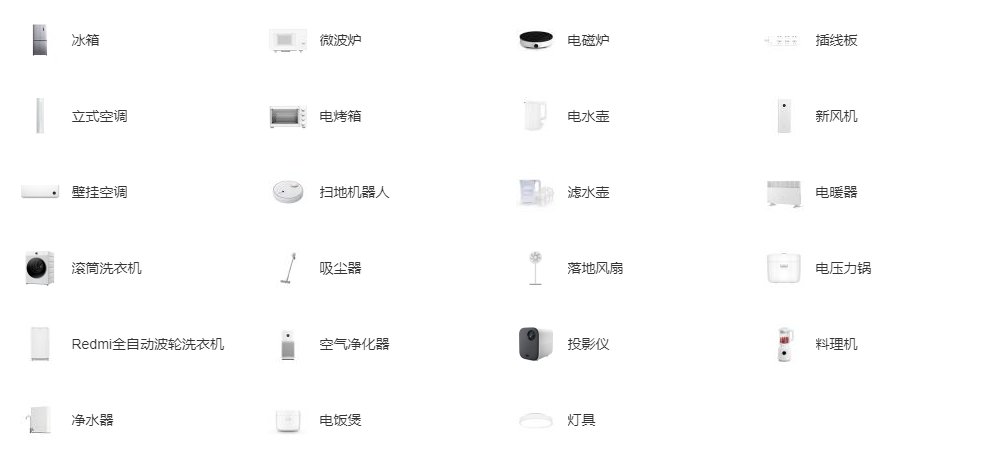 冰箱
微波炉
电磁炉
插线板
立式空调
电烤箱
电水壶
新风机
壁挂空调
扫地机器人
滤水壶
电暖器
滚筒洗衣机
吸尘器
落地风扇
电压力锅
Redmi全自动波轮洗衣机
空气净化器
投影仪
料理机
净水器
电饭煲
灯具